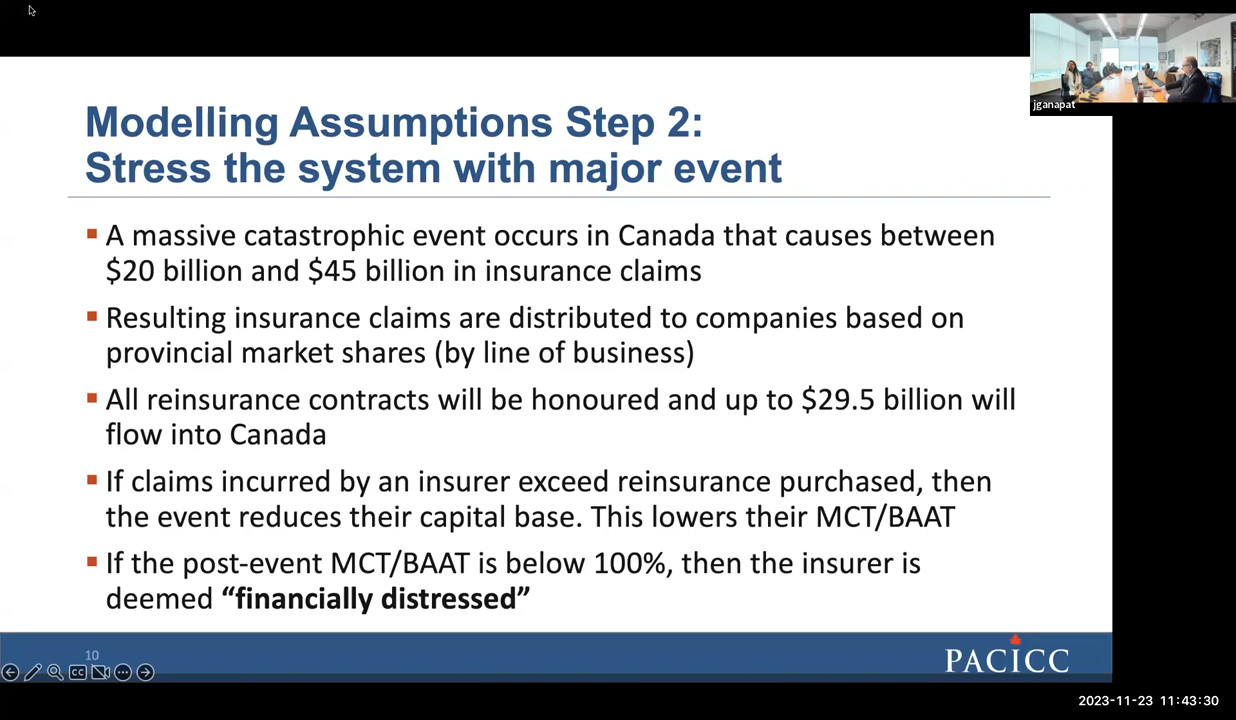 jganapat
Modelling Assumptions Step 2:
Stress the system with major event
▪ A massive catastrophic event occurs in Canada that causes between
$20 billion and $45 billion in insurance claims
▪ Resulting insurance claims are distributed to companies based on
provincial market shares (by line of business)
▪ All reinsurance contracts will be honoured and up to $29.5 billion will
flow into Canada
▪ If claims incurred by an insurer exceed reinsurance purchased, then
the event reduces their capital base. This lowers their MCT/BAAT
▪ If the post-event MCT/BAAT is below 100%, then the insurer is
deemed “financially distressed”
10
CC
PACICC
2023-11-23 11:43:30